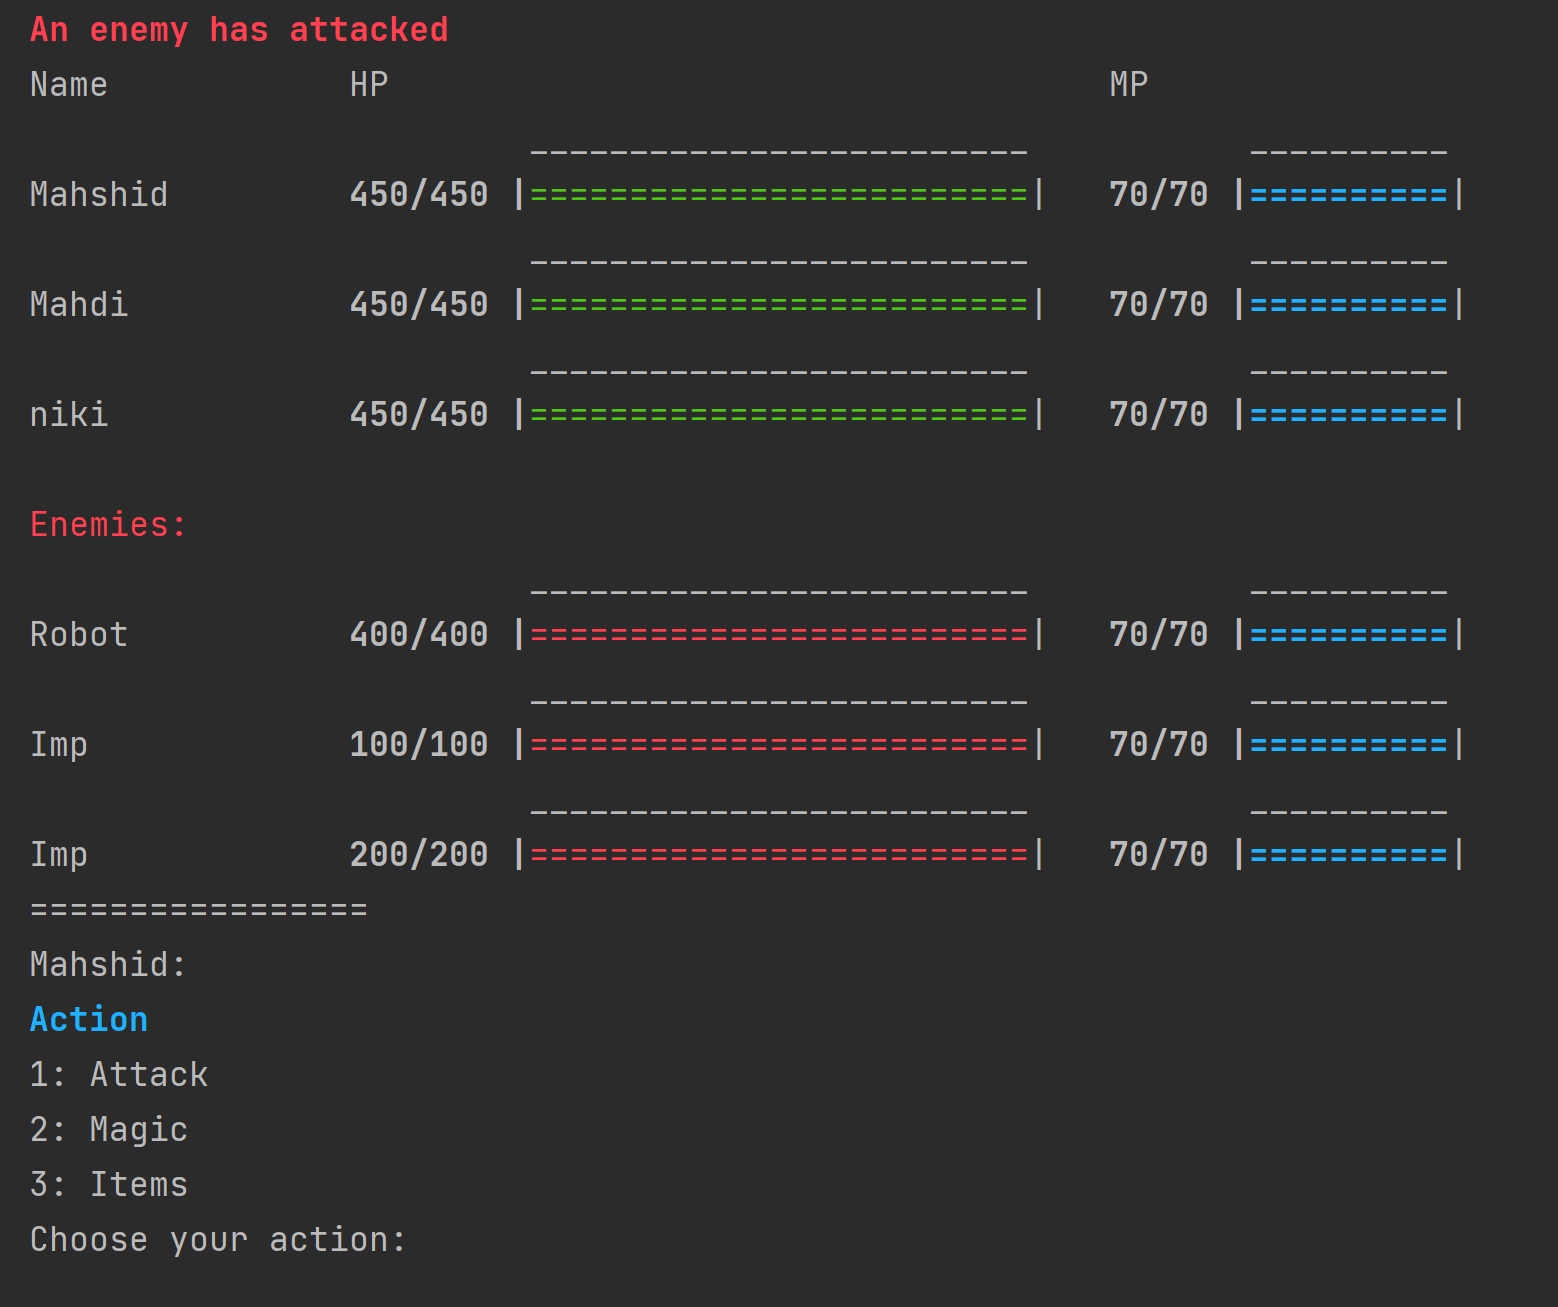 An enemy has attacked
Name            HP                                    MP
                         _________________________           __________
Mahshid         450/450 |=========================|   70/70 |==========|
                         _________________________           __________
Mahdi           450/450 |=========================|   70/70 |==========|
                         _________________________           __________
niki            450/450 |=========================|   70/70 |==========|
Enemies:
                         _________________________           __________
Robot           400/400 |=========================|   70/70 |==========|
                         _________________________           __________
Imp             100/100 |=========================|   70/70 |==========|
                         _________________________           __________
Imp             200/200 |=========================|   70/70 |==========|
=================
Mahshid:
Action
1: Attack
2: Magic
3: Items
Choose your action: